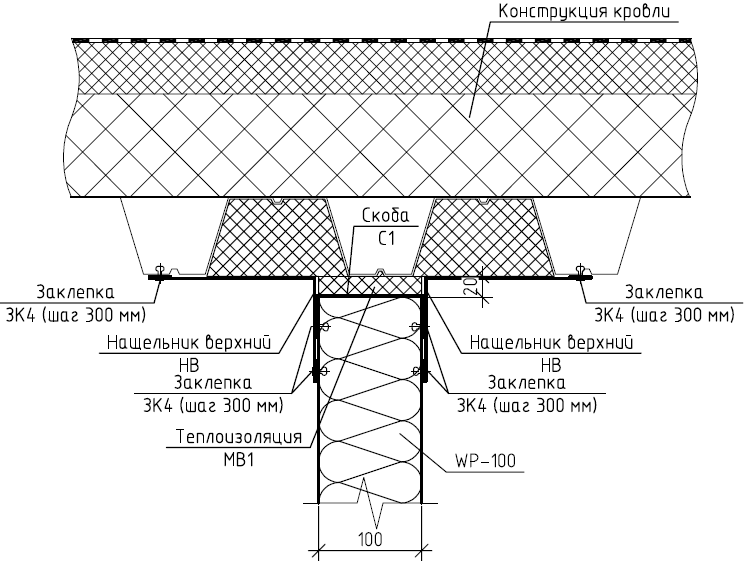 Конструкция кровли
Скоба
С1
20
Заклепка
ЗК4 (шаг 300 мм)
Заклепка
ЗК4 (шаг 300 мм)
Нащельник верхний
НВ
Нащельник верхний
НВ
Заклепка
ЗК4 (шаг 300 мм)
Заклепка
ЗК4 (шаг 300 мм)
Теплоизоляция
МВ1
WP-100
100